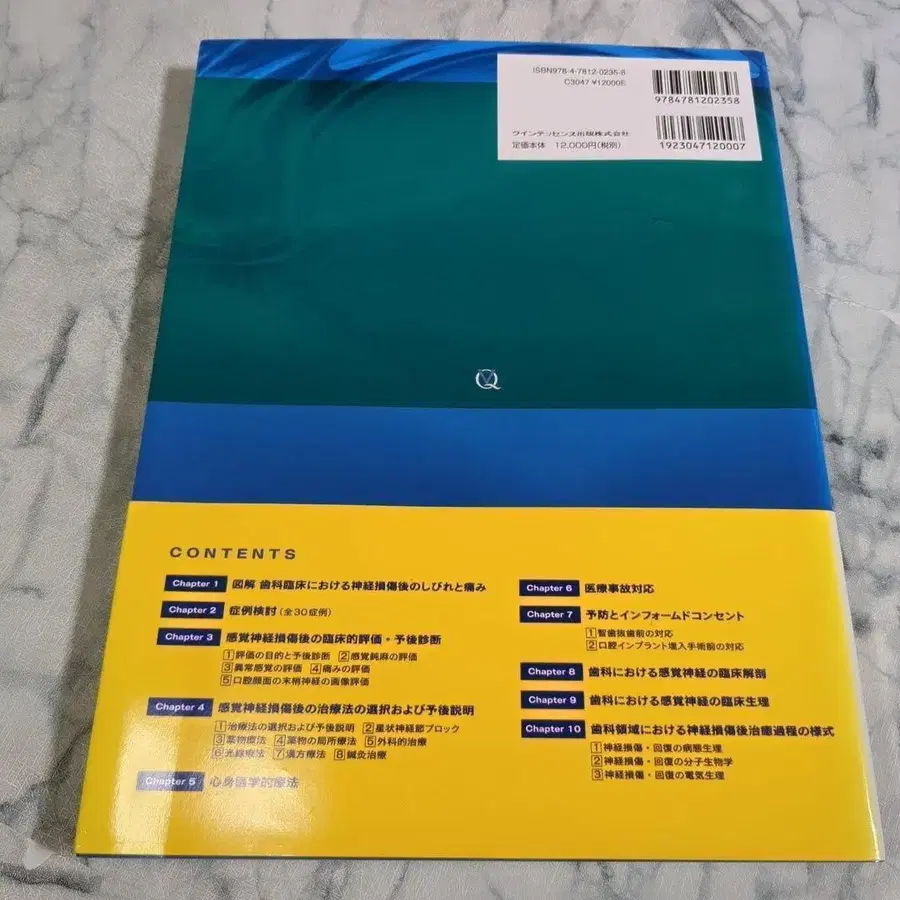 ISBN978-4-7812-0235-8
C3047 ¥12000E
9784781202358
クインテッセンス出版株式会社
定価本体 12,000円(税別)
1923047120007
Q
CONTENTS
Chapter 1 図解 歯科臨床における神経損傷後のしびれと痛み
Chapter 2 症例検討(全30症例)
Chapter 3 感覚神経損傷後の臨床的評価・予後診断
1 評価の目的と予後診断 2 感覚鈍麻の評価
3 異常感覚の評価 4 痛みの評価
5 口腔顔面の末梢神経の画像評価
Chapter 4 感覚神経損傷後の治療法の選択および予後説明
1 治療法の選択および予後説明 2 星状神経節ブロック
3 薬物療法 4 薬物の局所療法 5 外科的治療
6 光線療法 7 漢方療法 8 鍼灸治療
Chapter 5 心身医学的療法
Chapter 6 医療事故対応
Chapter 7 予防とインフォームドコンセント
1 智歯抜歯前の対応
2 口腔インプラント埋入手術前の対応
Chapter 8 歯科における感覚神経の臨床解剖
Chapter 9 歯科における感覚神経の臨床生理
Chapter 10 歯科領域における神経損傷後治癒過程の様式
1 神経損傷・回復の病態生理
2 神経損傷・回復の分子生物学
3 神経損傷・回復の電気生理